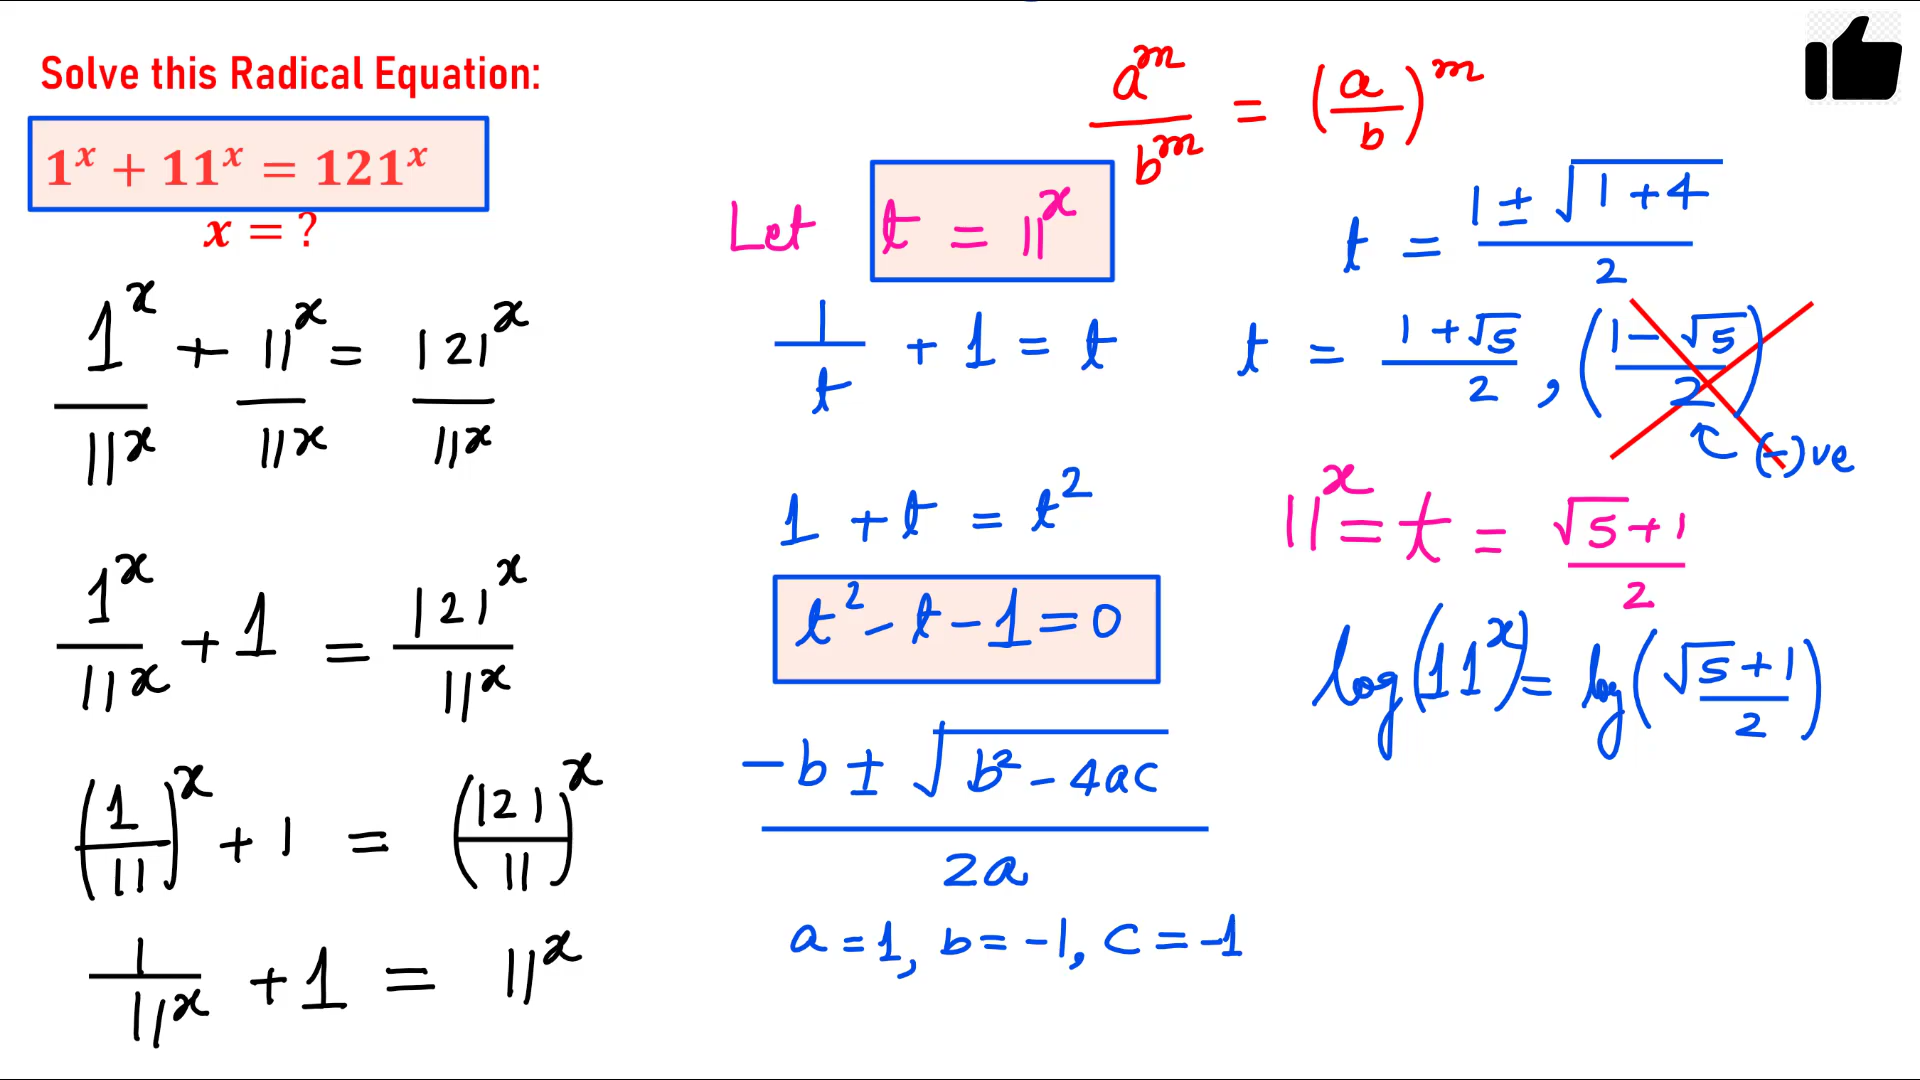 Solve this Radical Equation:
1^x + 11^x = 121^x
x = ?
1^x/11^x + 11^x/11^x = 121^x/11^x
1^x/11^x + 1 = 121^x/11^x
(1/11)^x + 1 = (121/11)^x
1/11^x + 1 = 11^x
a^m/b^m = (a/b)^m
Let t = 11^x
1/t + 1 = t
1 + t = t^2
t^2 - t - 1 = 0
-b ± √(b^2 - 4ac)/2a
a = 1, b = -1, c = -1
t = 1 ± √(1 + 4)/2
t = 1 + √5/2, (1 - √5/2)
(-)ve
11^x = t = √5 + 1/2
log(11^x) = log(√5 + 1/2)